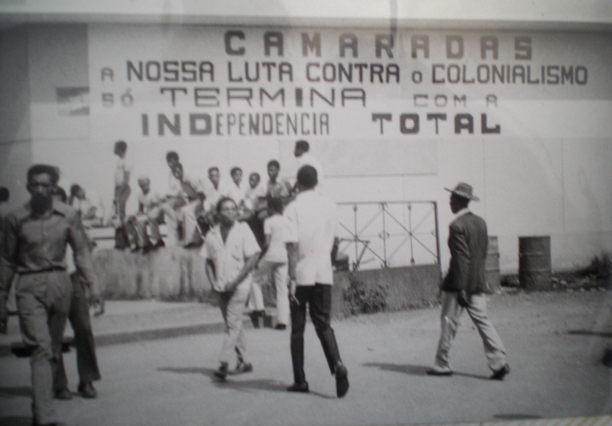 CAMARADAS
A NOSSA LUTA CONTRA O COLONIALISMO
SÓ TERMINA COM A
INDEPENDENCIA TOTAL